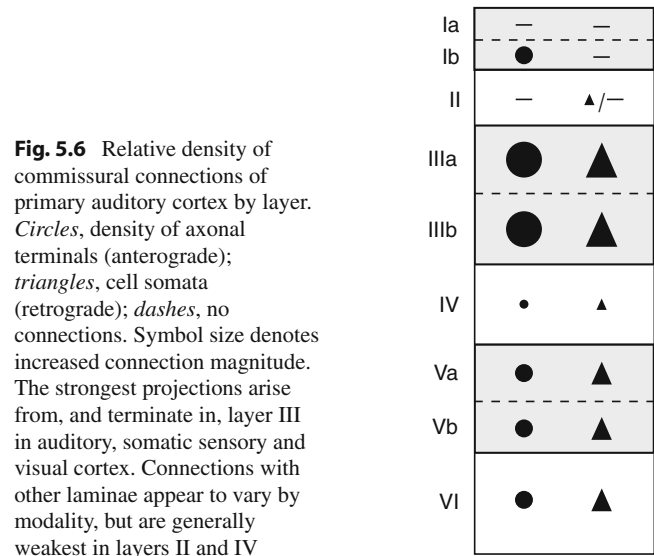 Fig. 5.6 Relative density of
commissural connections of
primary auditory cortex by layer.
Circles, density of axonal
terminals (anterograde);
triangles, cell somata
(retrograde); dashes, no
connections. Symbol size denotes
increased connection magnitude.
The strongest projections arise
from, and terminate in, layer III
in auditory, somatic sensory and
visual cortex. Connections with
other laminae appear to vary by
modality, but are generally
weakest in layers II and IV
Ia
Ib
II
IIIa
IIIb
IV
Va
Vb
VI